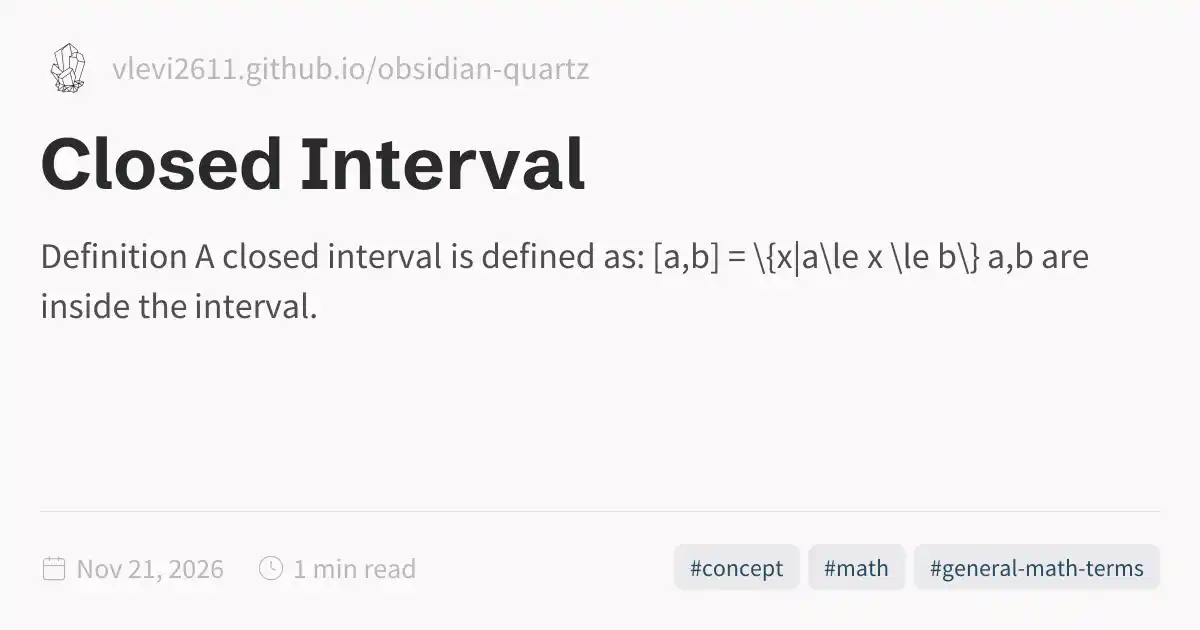 vlevi2611.github.io/obsidian-quartz
Closed Interval
Definition A closed interval is defined as: [a,b] = \{x|a\le x \le b\} a,b are
inside the interval.
Nov 21, 2026 1 min read #concept #math #general-math-terms